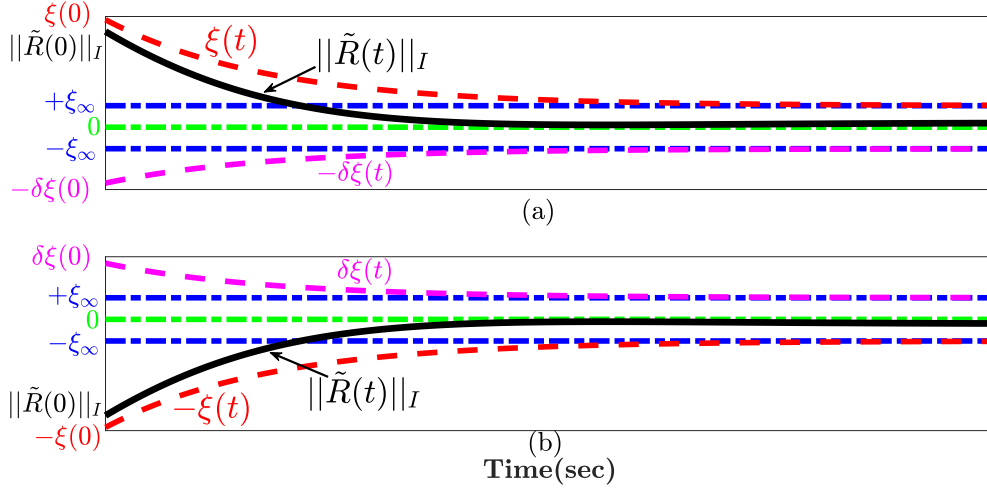 ξ(0)
||R̃(0)||_I
ξ(t)
||R̃(t)||_I
+ξ_∞
0
−ξ_∞
−δξ(0)
−δξ(t)
(a)
δξ(0)
δξ(t)
+ξ_∞
0
−ξ_∞
||R̃(0)||_I
−ξ(t)
||R̃(t)||_I
−ξ(0)
(b)
Time(sec)